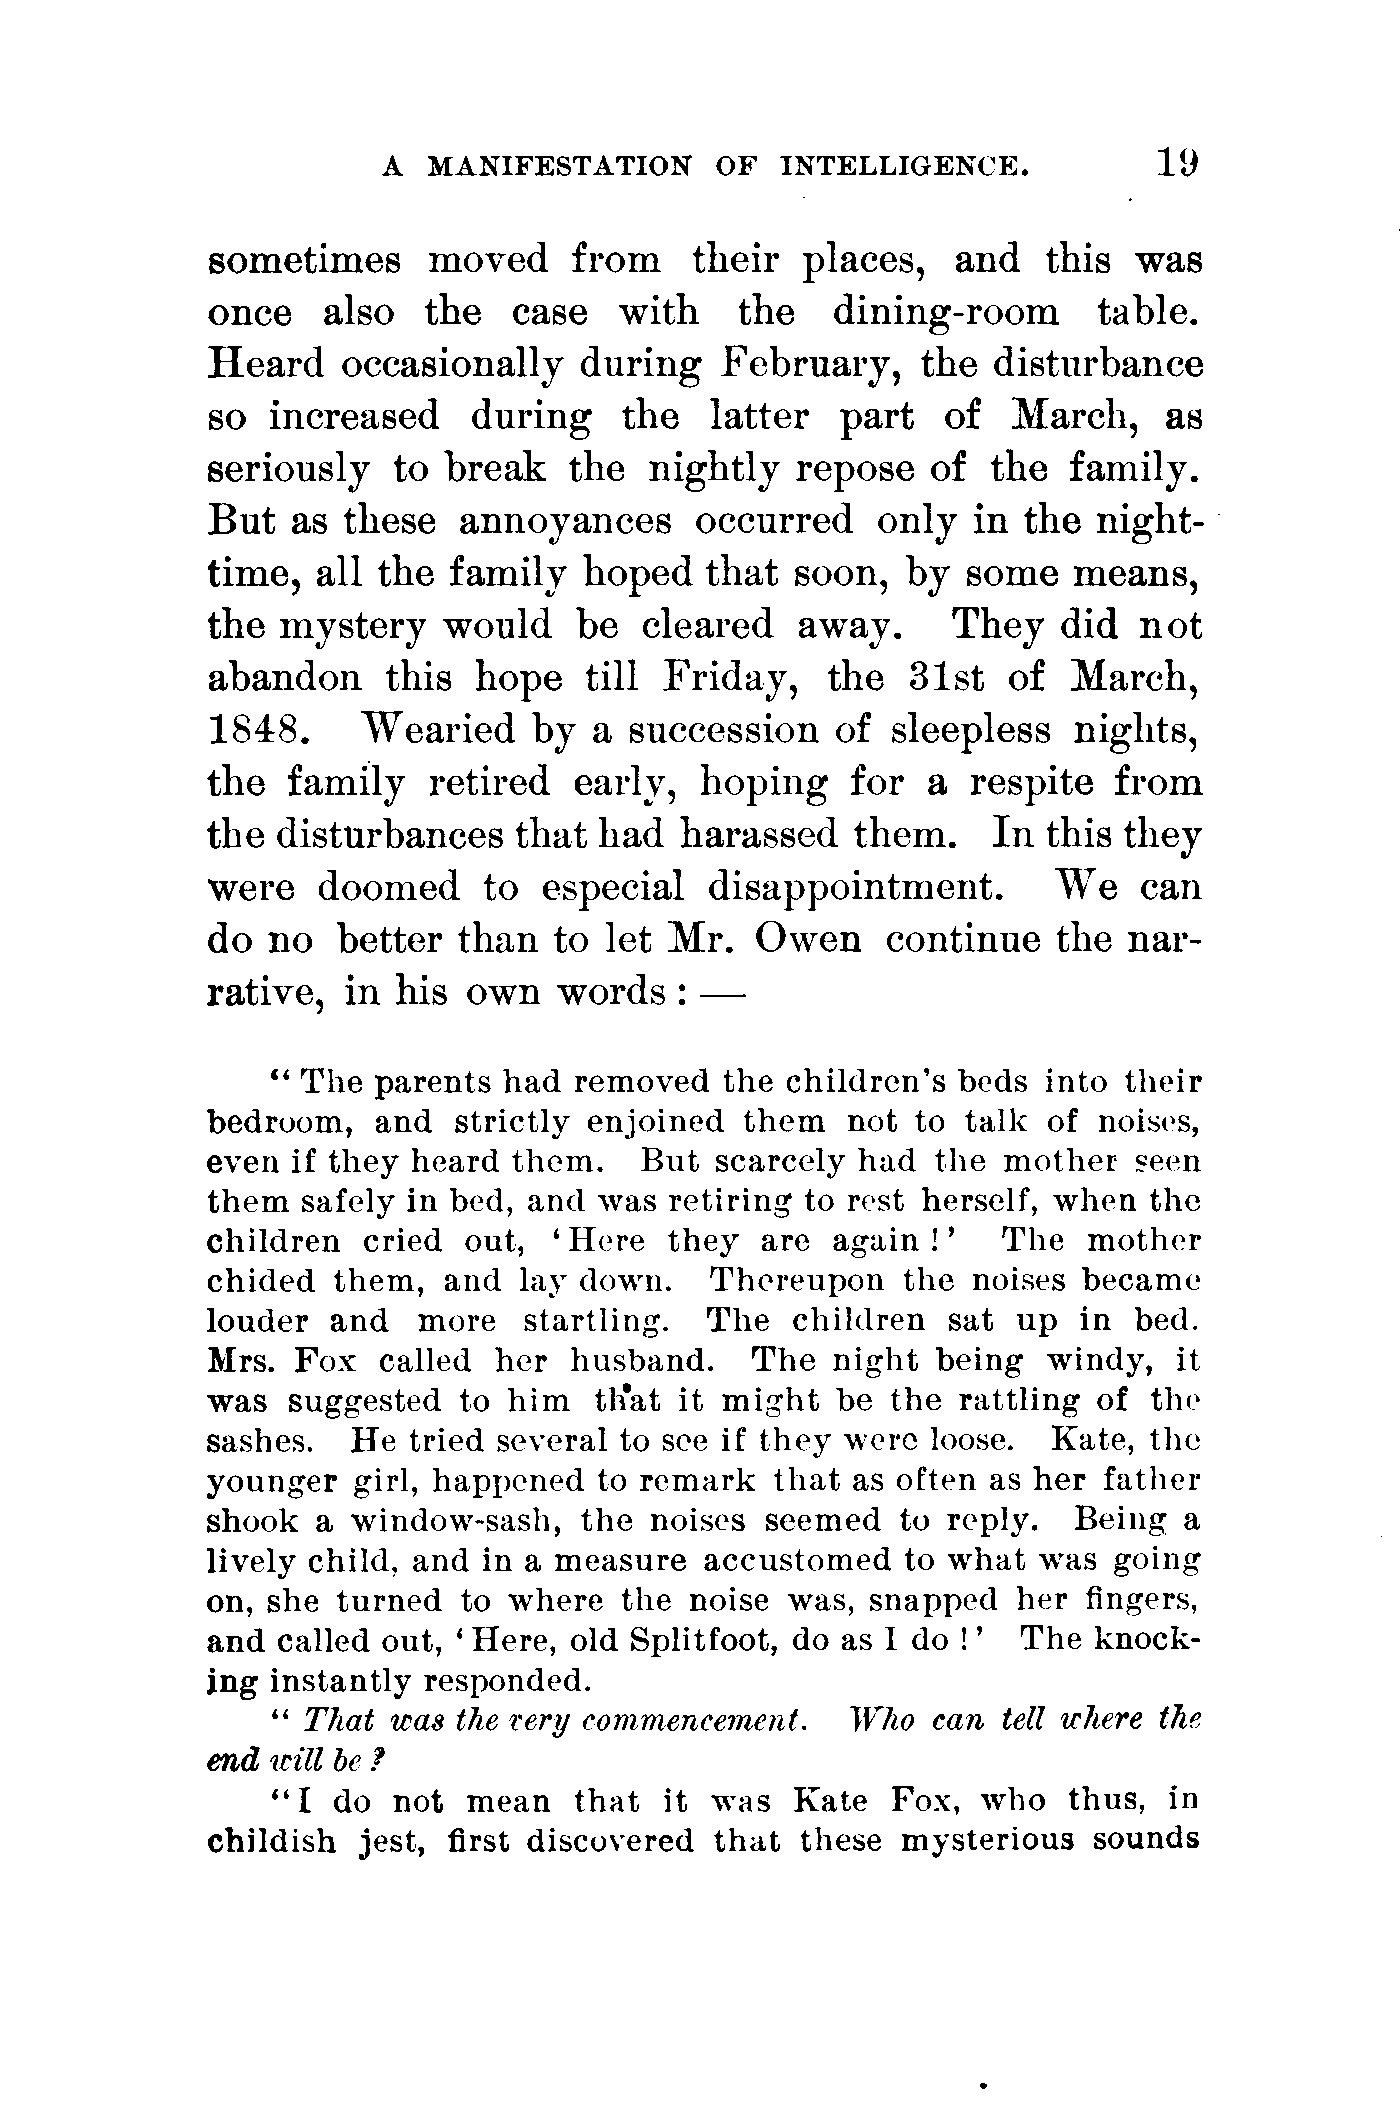 A MANIFESTATION OF INTELLIGENCE. 19
sometimes moved from their places, and this was
once also the case with the dining-room table.
Heard occasionally during February, the disturbance
so increased during the latter part of March, as
seriously to break the nightly repose of the family.
But as these annoyances occurred only in the night-
time, all the family hoped that soon, by some means,
the mystery would be cleared away. They did not
abandon this hope till Friday, the 31st of March,
1848. Wearied by a succession of sleepless nights,
the family retired early, hoping for a respite from
the disturbances that had harassed them. In this they
were doomed to especial disappointment. We can
do no better than to let Mr. Owen continue the nar-
rative, in his own words : —
“ The parents had removed the children’s beds into their
bedroom, and strictly enjoined them not to talk of noises,
even if they heard them. But scarcely had the mother seen
them safely in bed, and was retiring to rest herself, when the
children cried out, ‘ Here they are again ! ’ The mother
chided them, and lay down. Thereupon the noises became
louder and more startling. The children sat up in bed.
Mrs. Fox called her husband. The night being windy, it
was suggested to him that it might be the rattling of the
sashes. He tried several to see if they were loose. Kate, the
younger girl, happened to remark that as often as her father
shook a window-sash, the noises seemed to reply. Being a
lively child, and in a measure accustomed to what was going
on, she turned to where the noise was, snapped her fingers,
and called out, ‘ Here, old Splitfoot, do as I do ! ’ The knock-
ing instantly responded.
“ That was the very commencement. Who can tell where the
end will be ?
“ I do not mean that it was Kate Fox, who thus, in
childish jest, first discovered that these mysterious sounds